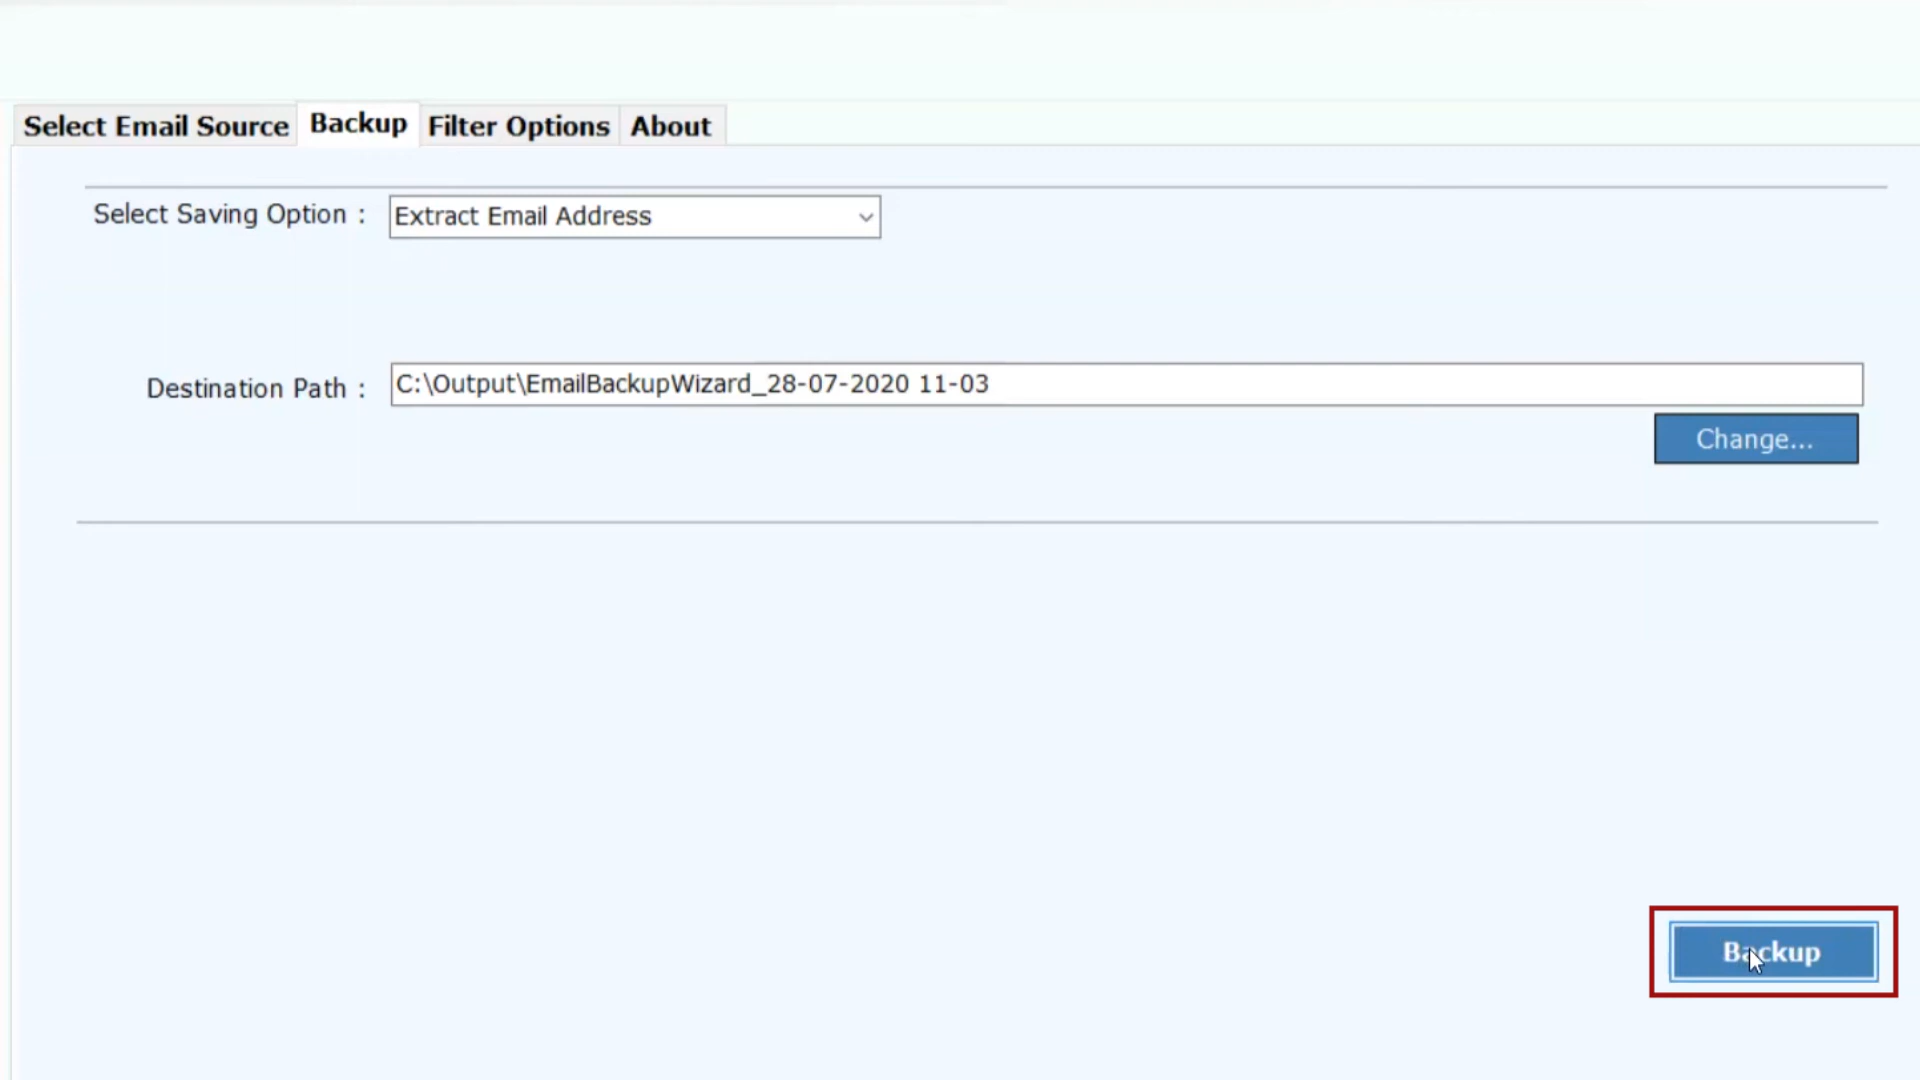 Select Email Source Backup Filter Options About
Select Saving Option : Extract Email Address
Destination Path : C:\Output\EmailBackupWizard_28-07-2020 11-03
Change...
Backup